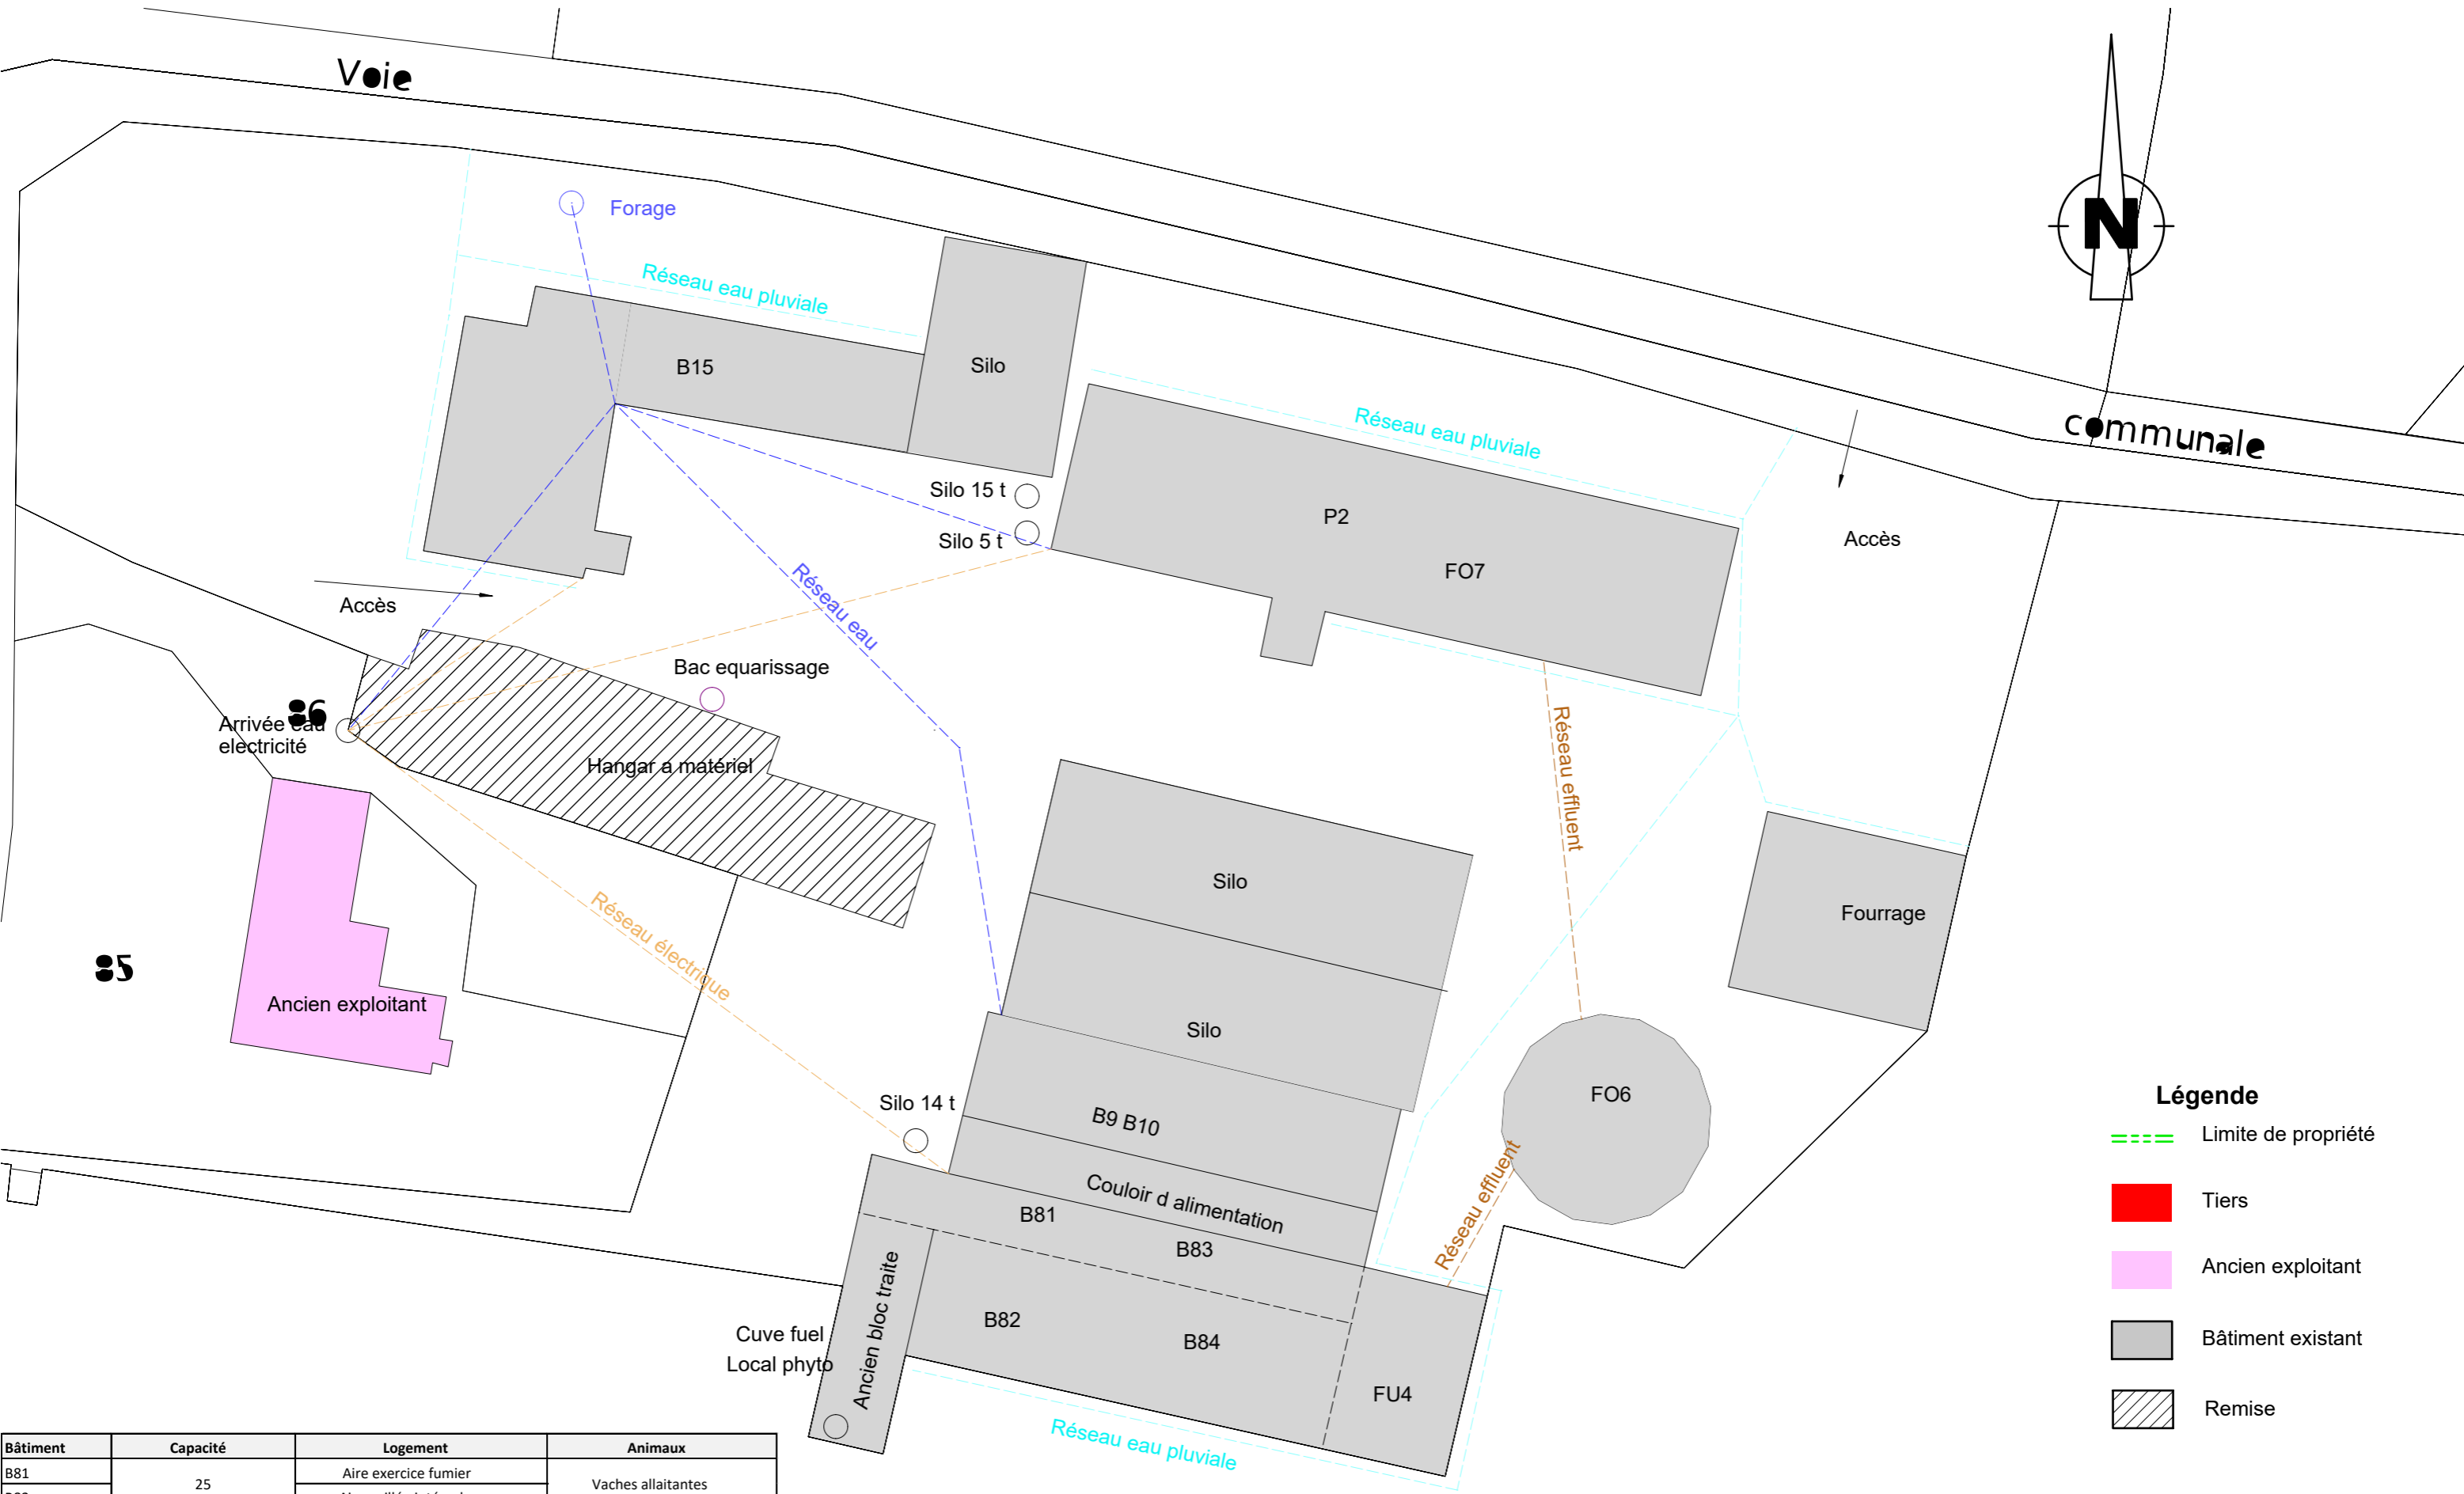 Voie
N
Forage
Réseau eau pluviale
B15
Silo
communale
Réseau eau pluviale
Silo 15 t
P2
Silo 5 t
Accès
FO7
Réseau eau
Accès
Bac equarissage
86
Arrivée eau
electricité
Réseau effluent
Hangar a matériel
Silo
Fourrage
Réseau électrique
85
Ancien exploitant
Silo
FO6
Silo 14 t
B9 B10
Réseau effluent
Couloir d alimentation
B81
B83
Ancien bloc traite
B82
B84
Cuve fuel
Local phyto
FU4
Réseau eau pluviale
Légende
Limite de propriété
Tiers
Ancien exploitant
Bâtiment existant
Remise
Bâtiment Capacité Logement Animaux
B81 25 Aire exercice fumier Vaches allaitantes